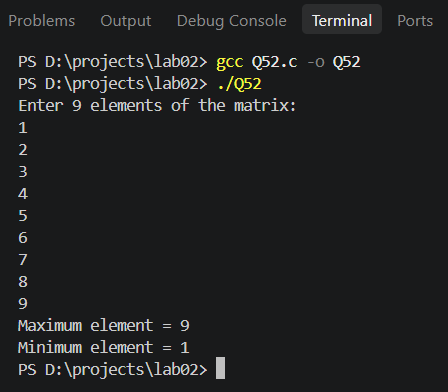 Problems Output Debug Console Terminal Ports
PS D:\projects\lab02> gcc Q52.c -o Q52
PS D:\projects\lab02> ./Q52
Enter 9 elements of the matrix:
1
2
3
4
5
6
7
8
9
Maximum element = 9
Minimum element = 1
PS D:\projects\lab02>